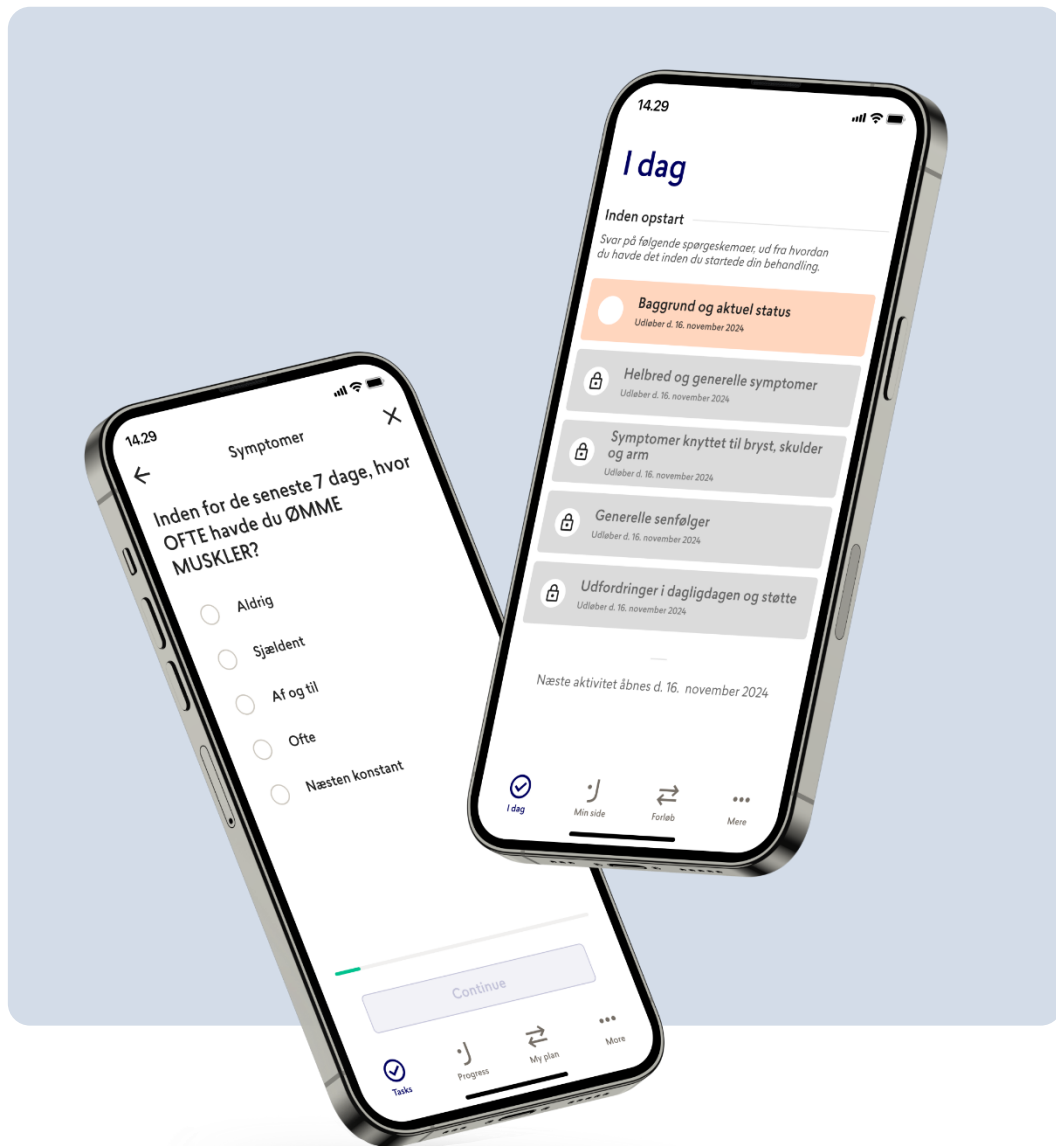 14.29
I dag
Inden opstart
Svar på følgende spørgeskemaer, ud fra hvordan
du havde det inden du startede din behandling.
Baggrund og aktuel status
Udløber d. 16. november 2024
Helbred og generelle symptomer
Udløber d. 16. november 2024
Symptomer knyttet til bryst, skulder
og arm
Udløber d. 16. november 2024
Generelle senfølger
Udløber d. 16. november 2024
Udfordringer i dagligdagen og støtte
Udløber d. 16. november 2024
Næste aktivitet åbnes d. 16. november 2024
I dag
Min side
Forløb
Mere
14.29
Symptomer
Inden for de seneste 7 dage, hvor
OFTE havde du ØMME
MUSKLER?
Aldrig
Sjældent
Af og til
Ofte
Næsten konstant
Continue
Tasks
Progress
My plan
More